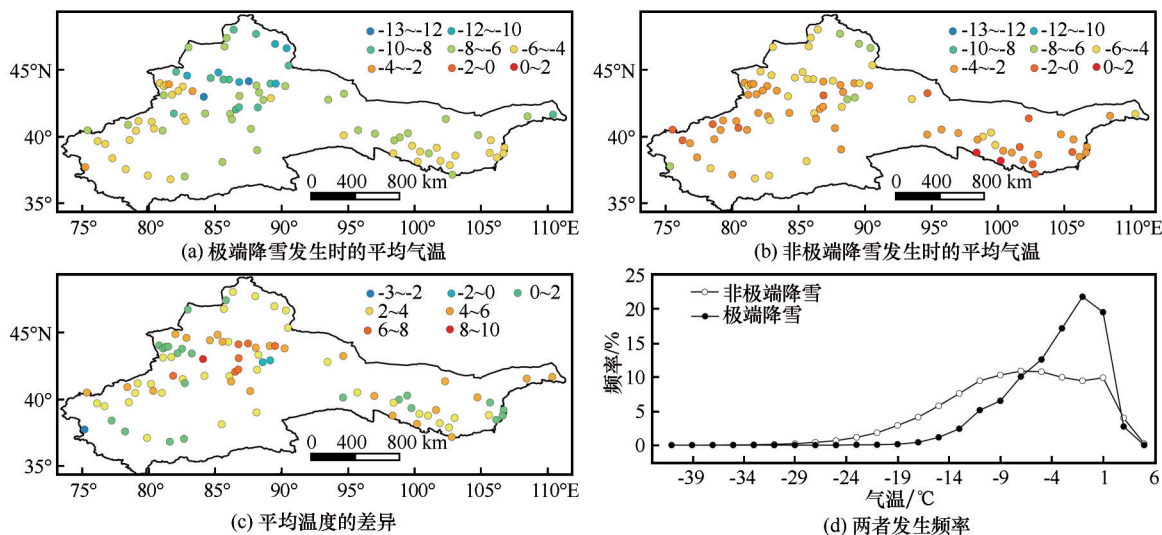 -13~-12 -12~-10
-10~-8 -8~-6 -6~-4
-4~-2 -2~0 0~2
45°N
40°
35°
0 400 800 km
75° 80° 85° 90° 95° 100° 105° 110°E
(a) 极端降雪发生时的平均气温
-13~-12 -12~-10
-10~-8 -8~-6 -6~-4
-4~-2 -2~0 0~2
45°N
40°
35°
0 400 800 km
75° 80° 85° 90° 95° 100° 105° 110°E
(b) 非极端降雪发生时的平均气温
-3~-2 -2~0 0~2
2~4 4~6
6~8 8~10
45°N
40°
35°
0 400 800 km
75° 80° 85° 90° 95° 100° 105° 110°E
(c) 平均温度的差异
25
20
15
10
5
0
频率/%
非极端降雪
极端降雪
-39 -34 -29 -24 -19 -14 -9 -4 1 6
气温/℃
(d) 两者发生频率